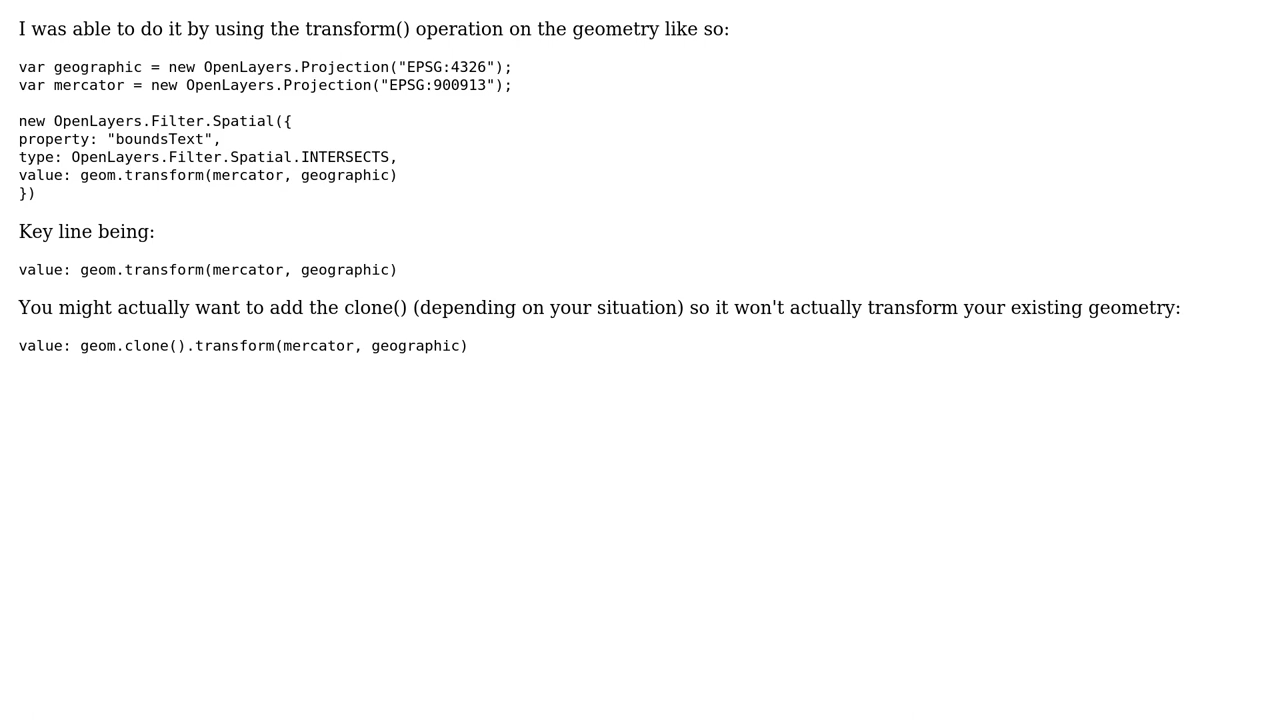 I was able to do it by using the transform() operation on the geometry like so:
var geographic = new OpenLayers.Projection("EPSG:4326");
var mercator = new OpenLayers.Projection("EPSG:900913");
new OpenLayers.Filter.Spatial({
property: "boundsText",
type: OpenLayers.Filter.Spatial.INTERSECTS,
value: geom.transform(mercator, geographic)
})
Key line being:
value: geom.transform(mercator, geographic)
You might actually want to add the clone() (depending on your situation) so it won't actually transform your existing geometry:
value: geom.clone().transform(mercator, geographic)